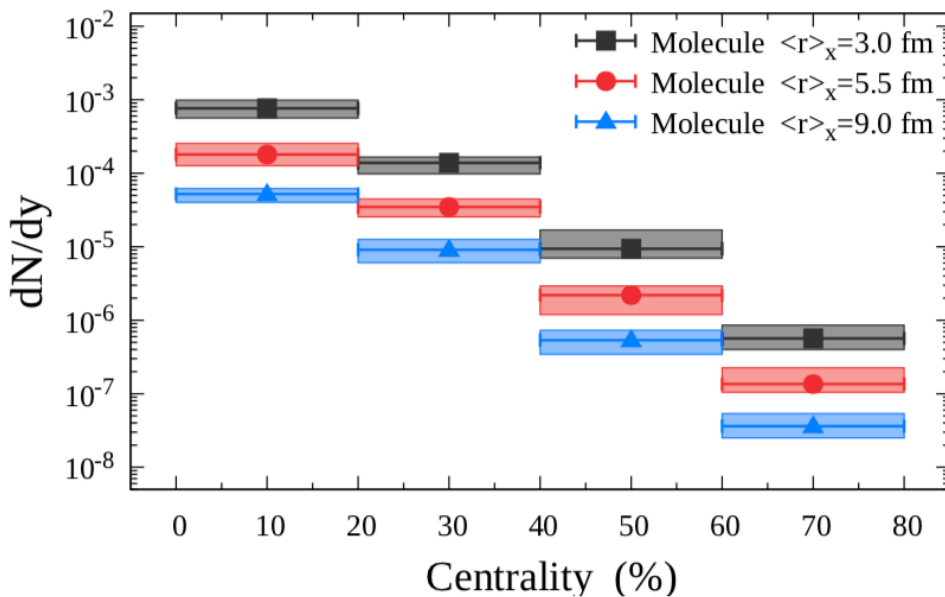 10⁻²
10⁻³
10⁻⁴
10⁻⁵
10⁻⁶
10⁻⁷
10⁻⁸
dN/dy
Molecule <r>ₓ=3.0 fm
Molecule <r>ₓ=5.5 fm
Molecule <r>ₓ=9.0 fm
0 10 20 30 40 50 60 70 80
Centrality (%)